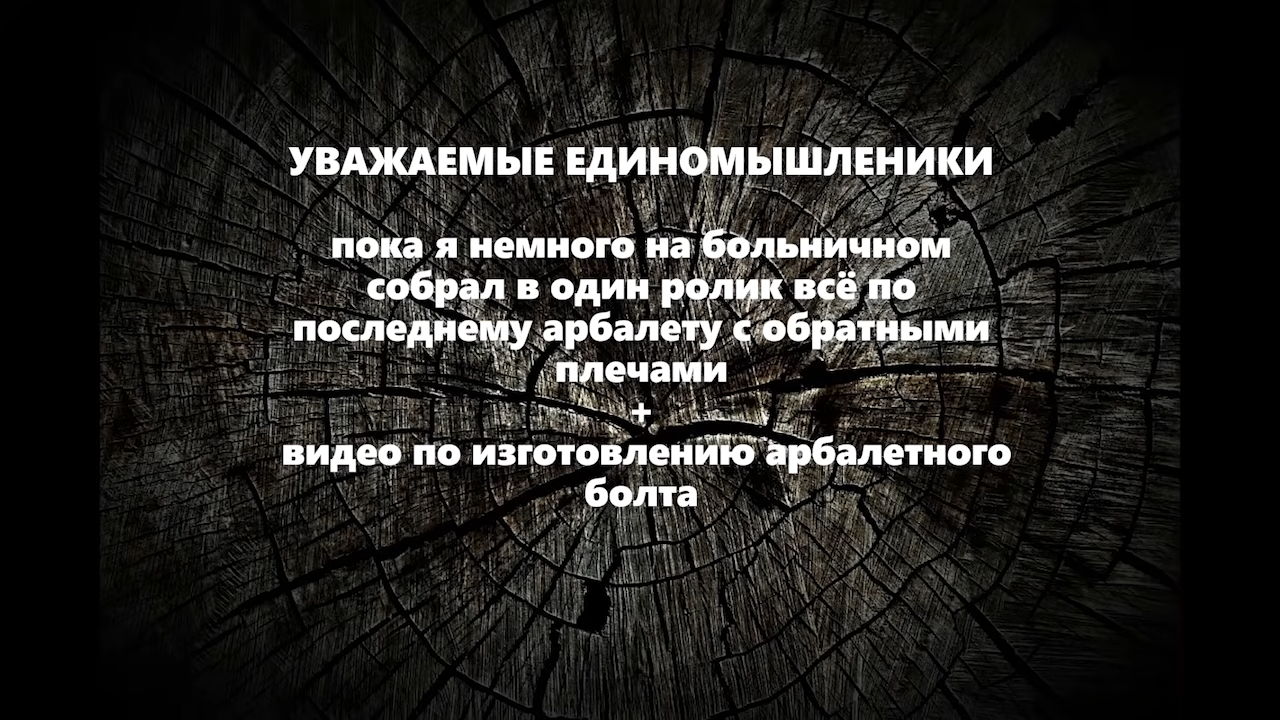 УВАЖАЕМЫЕ ЕДИНОМЫШЛЕНИКИ
пока я немного на больничном
собрал в один ролик всё по
последнему арбалету с обратными
плечами
+
видео по изготовлению арбалетного
болта